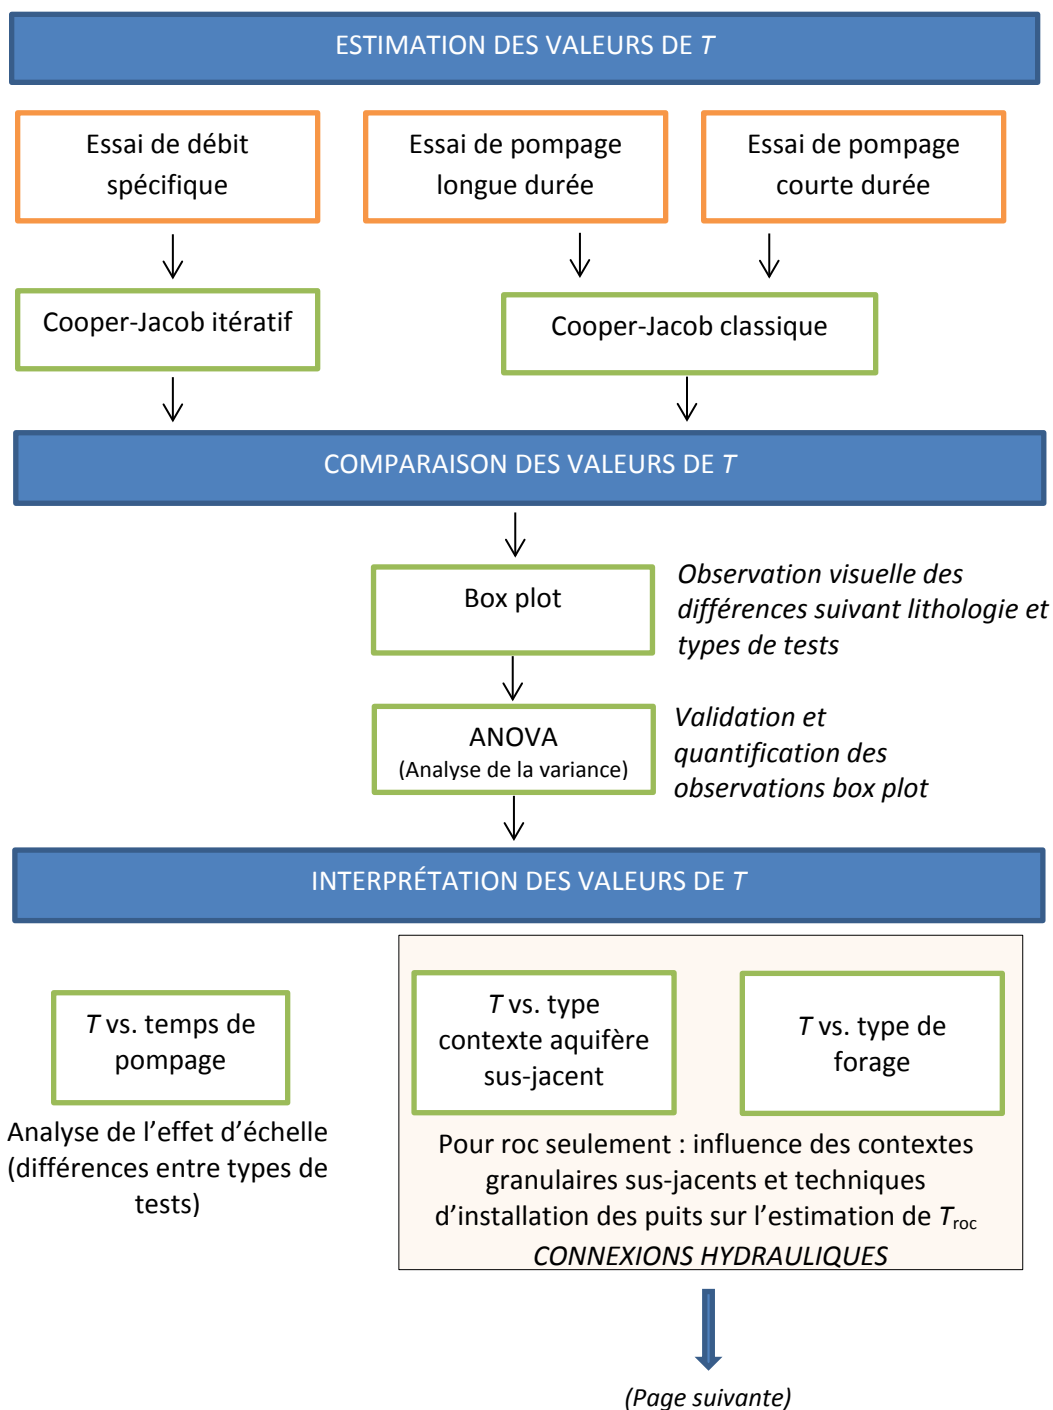 ESTIMATION DES VALEURS DE T
Essai de débit
spécifique
Essai de pompage
longue durée
Essai de pompage
courte durée
Cooper-Jacob itératif
Cooper-Jacob classique
COMPARAISON DES VALEURS DE T
Box plot
Observation visuelle des
différences suivant lithologie et
types de tests
ANOVA
(Analyse de la variance)
Validation et
quantification des
observations box plot
INTERPRÉTATION DES VALEURS DE T
T vs. temps de
pompage
Analyse de l’effet d’échelle
(différences entre types de
tests)
T vs. type
contexte aquifère
sus-jacent
T vs. type de
forage
Pour roc seulement : influence des contextes
granulaires sus-jacents et techniques
d’installation des puits sur l’estimation de Troc
CONNEXIONS HYDRAULIQUES
(Page suivante)